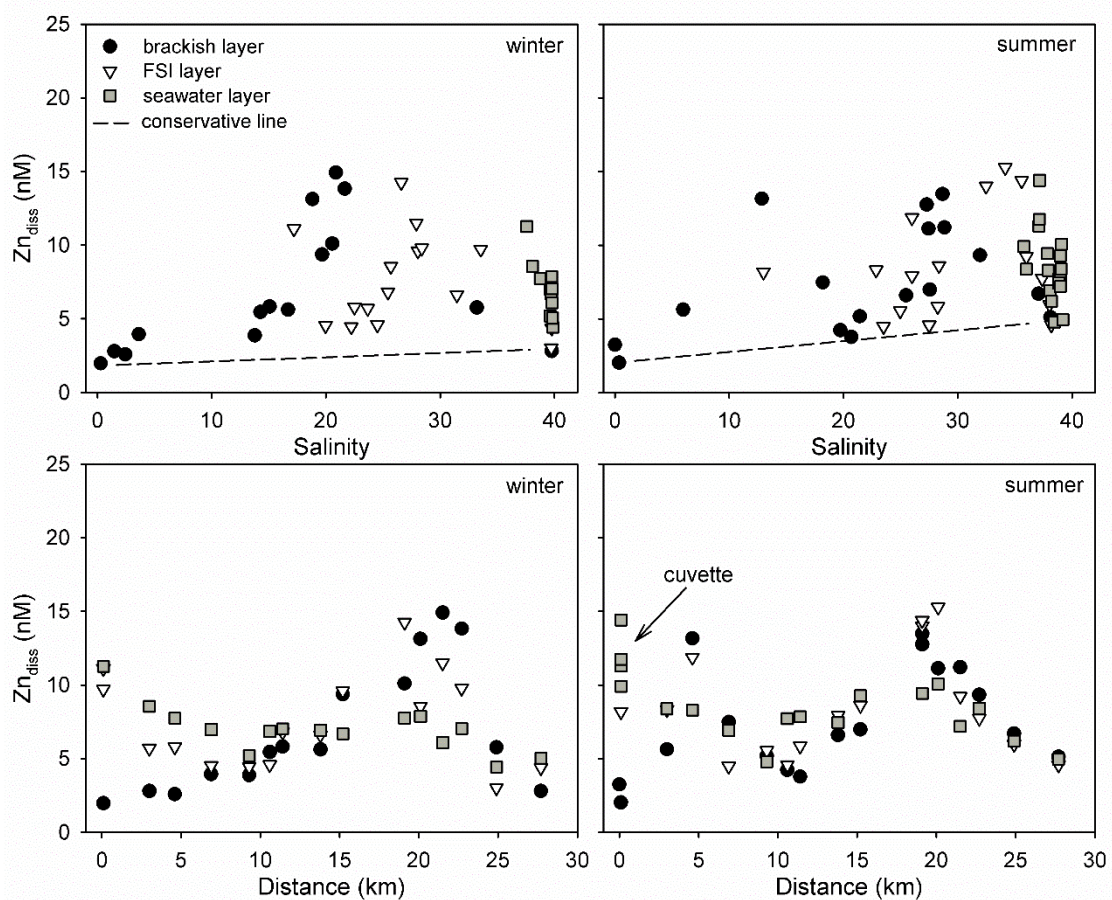 25
20
15
10
5
0
Zn_diss (nM)
brackish layer
FSI layer
seawater layer
conservative line
winter
0 10 20 30 40
Salinity
summer
0 10 20 30 40
Salinity
25
20
15
10
5
0
Zn_diss (nM)
winter
0 5 10 15 20 25 30
Distance (km)
summer
cuvette
0 5 10 15 20 25 30
Distance (km)